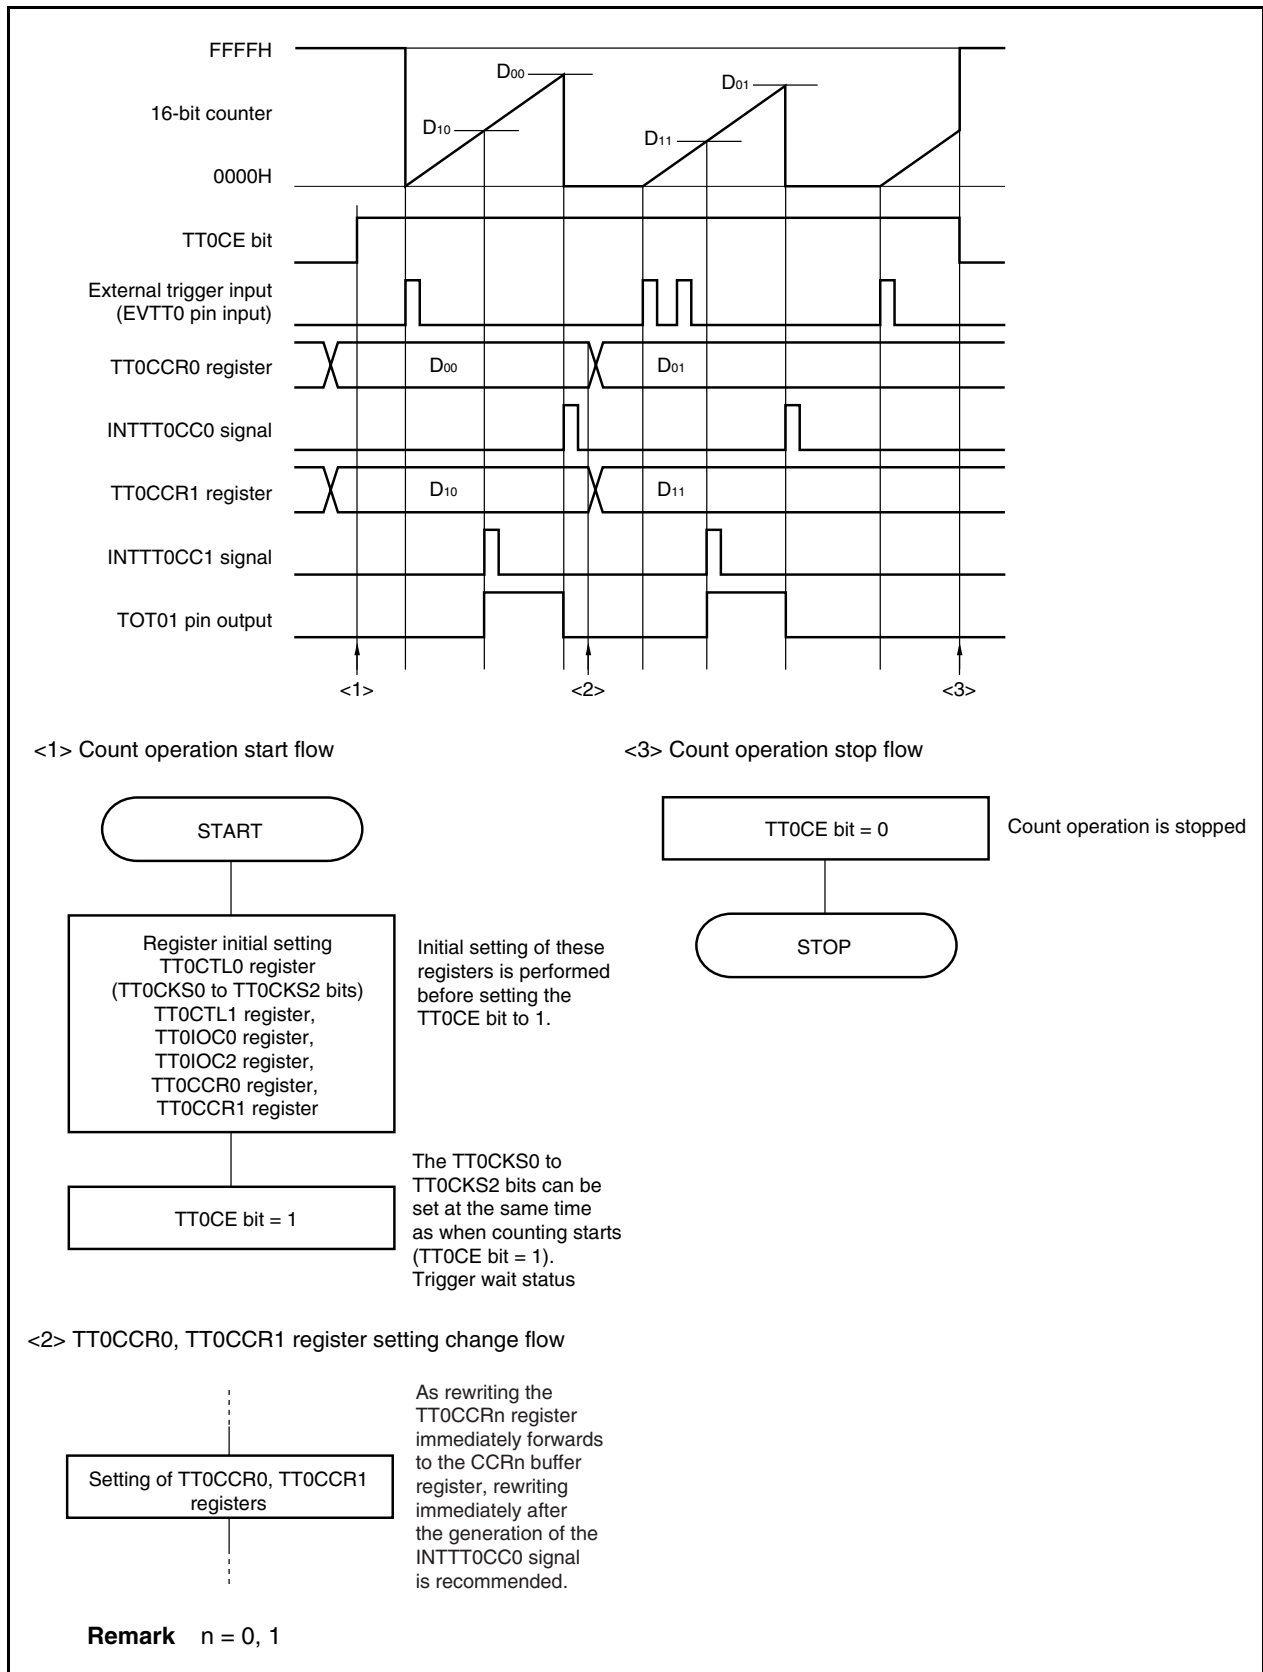 FFFFH
D00
D01
16-bit counter
D10
D11
0000H
TT0CE bit
External trigger input
(EVTT0 pin input)
TT0CCR0 register
D00
D01
INTTT0CC0 signal
TT0CCR1 register
D10
D11
INTTT0CC1 signal
TOT01 pin output
<1>
<2>
<3>
<1> Count operation start flow
START
Register initial setting
TT0CTL0 register
(TT0CKS0 to TT0CKS2 bits)
TT0CTL1 register,
TT0IOC0 register,
TT0IOC2 register,
TT0CCR0 register,
TT0CCR1 register
Initial setting of these
registers is performed
before setting the
TT0CE bit to 1.
TT0CE bit = 1
The TT0CKS0 to
TT0CKS2 bits can be
set at the same time
as when counting starts
(TT0CE bit = 1).
Trigger wait status
<3> Count operation stop flow
TT0CE bit = 0
Count operation is stopped
STOP
<2> TT0CCR0, TT0CCR1 register setting change flow
Setting of TT0CCR0, TT0CCR1
registers
As rewriting the
TT0CCRn register
immediately forwards
to the CCRn buffer
register, rewriting
immediately after
the generation of the
INTTT0CC0 signal
is recommended.
Remark n = 0, 1